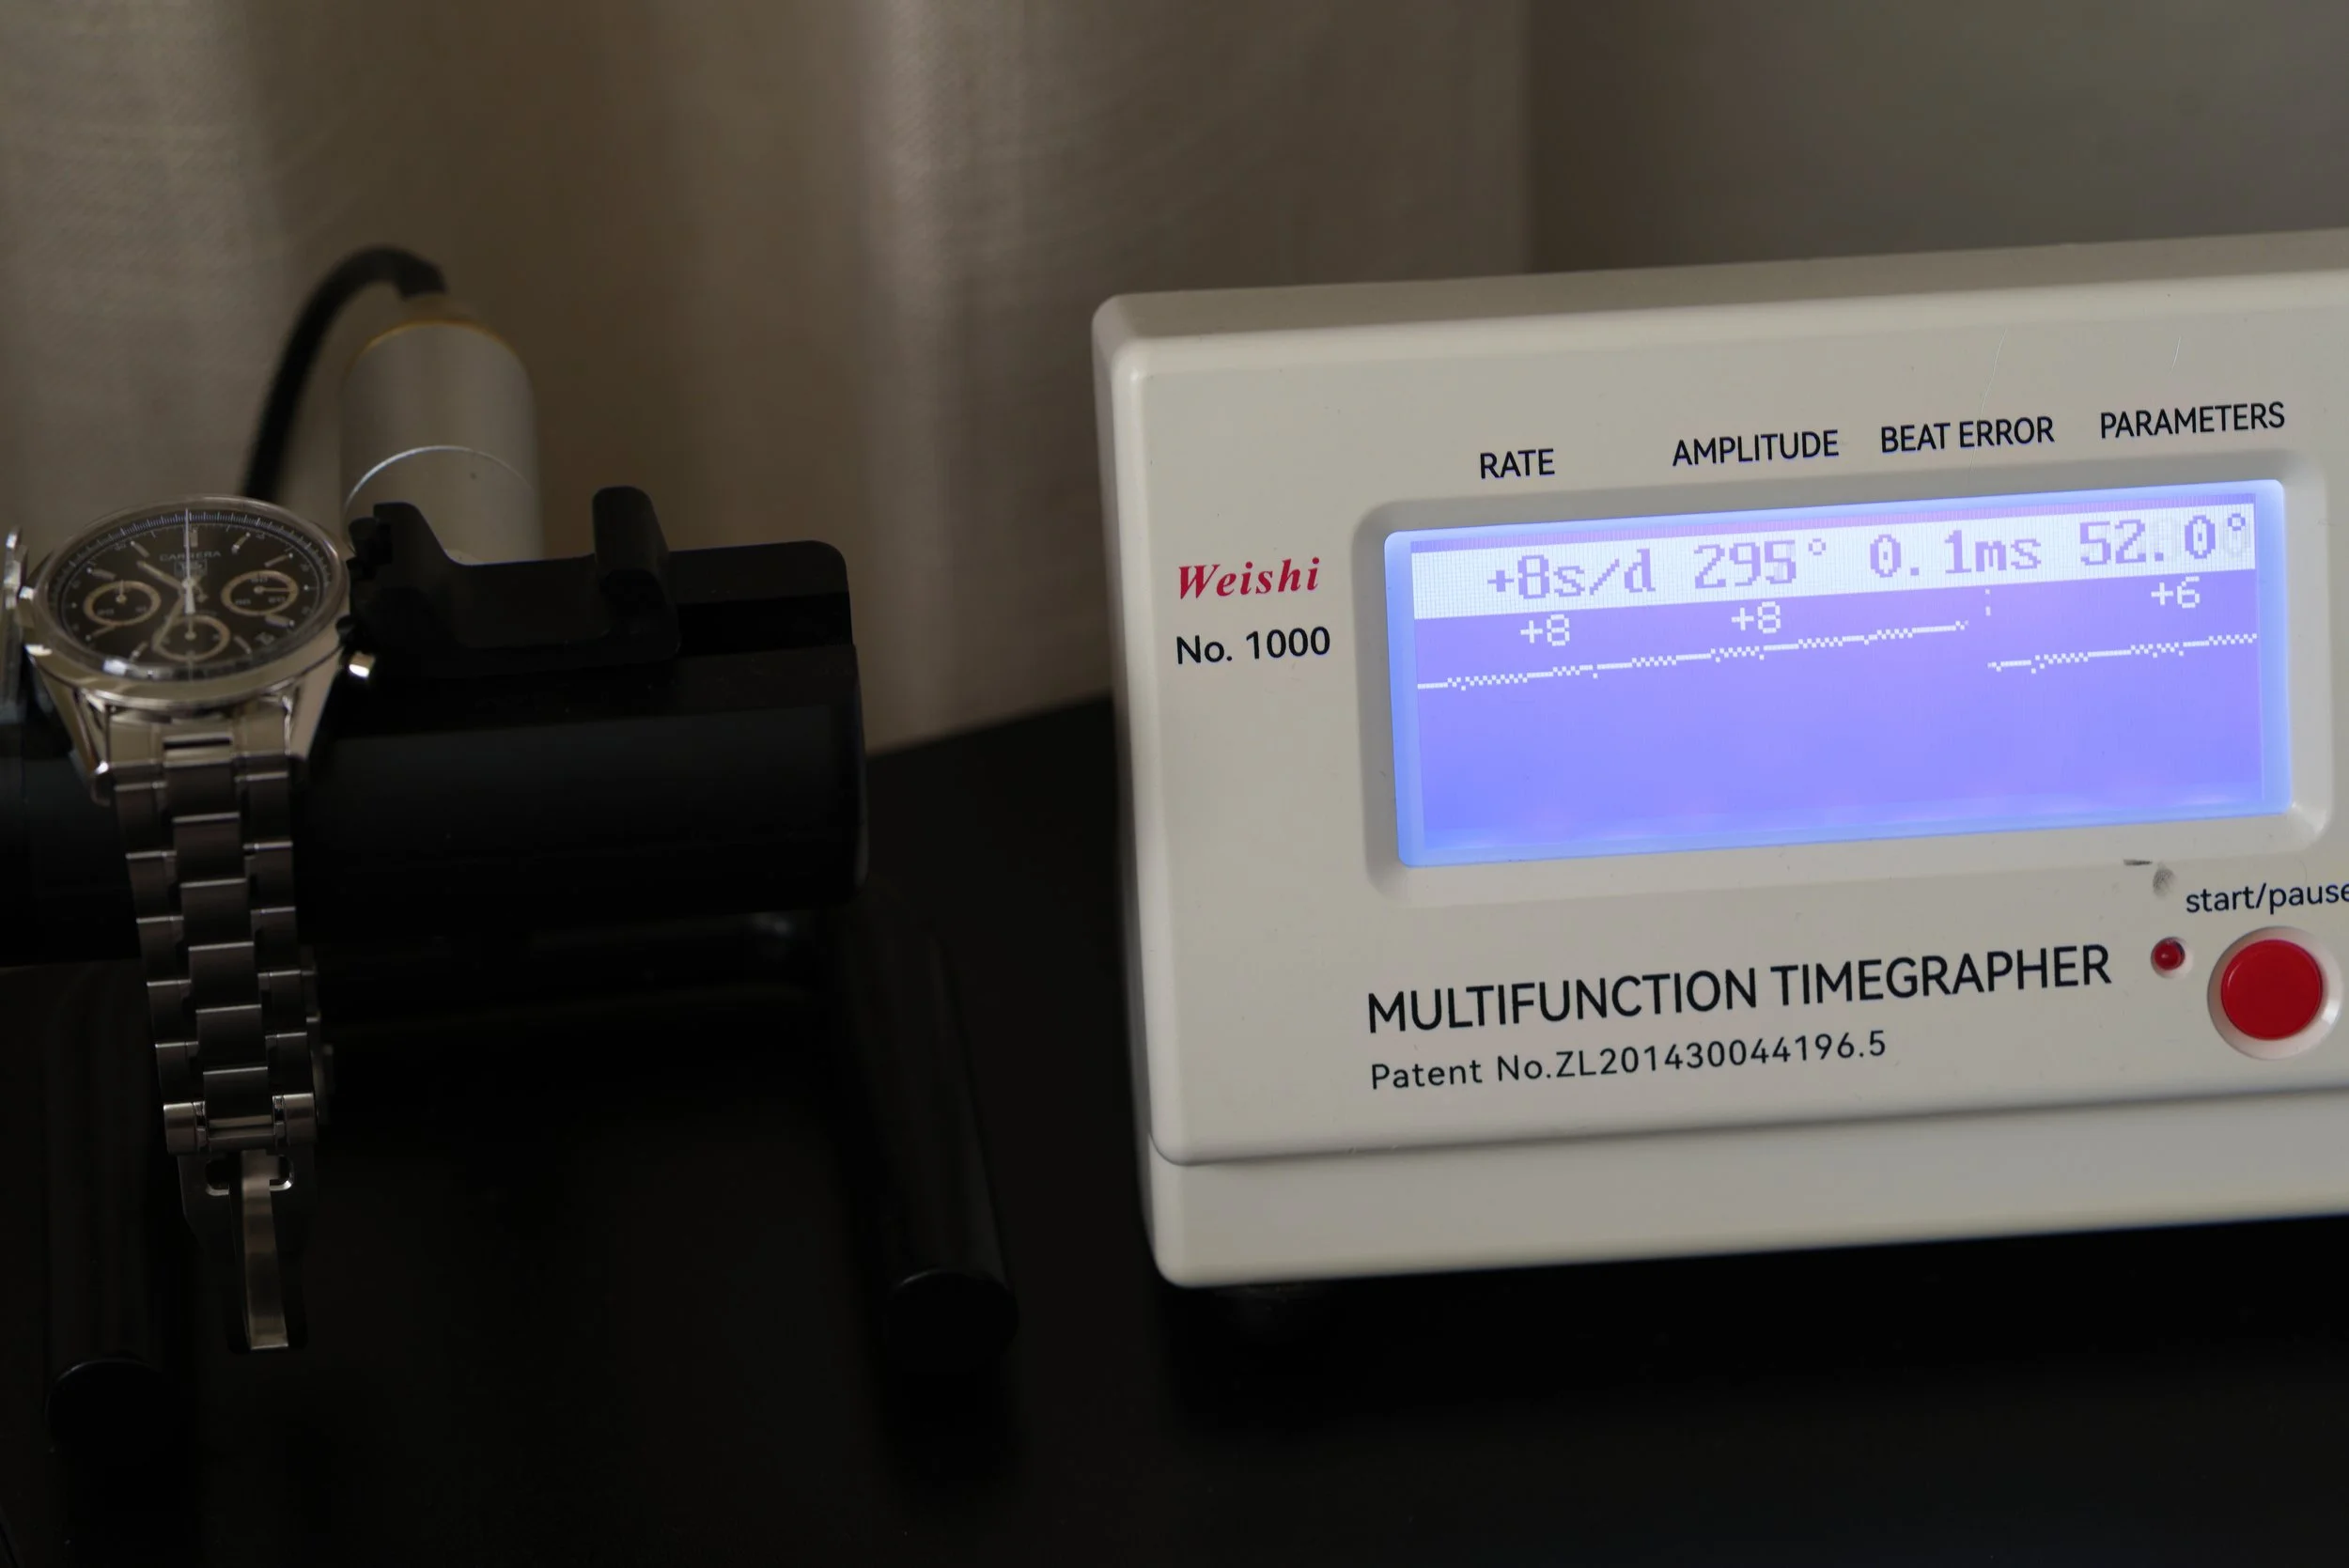 CARRERA
RATE AMPLITUDE BEAT ERROR PARAMETERS
+8s/d 295° 0.1ms 52.0°
+8 +8 +6
Weishi
No. 1000
start/pause
MULTIFUNCTION TIMEGRAPHER
Patent No.ZL201430044196.5